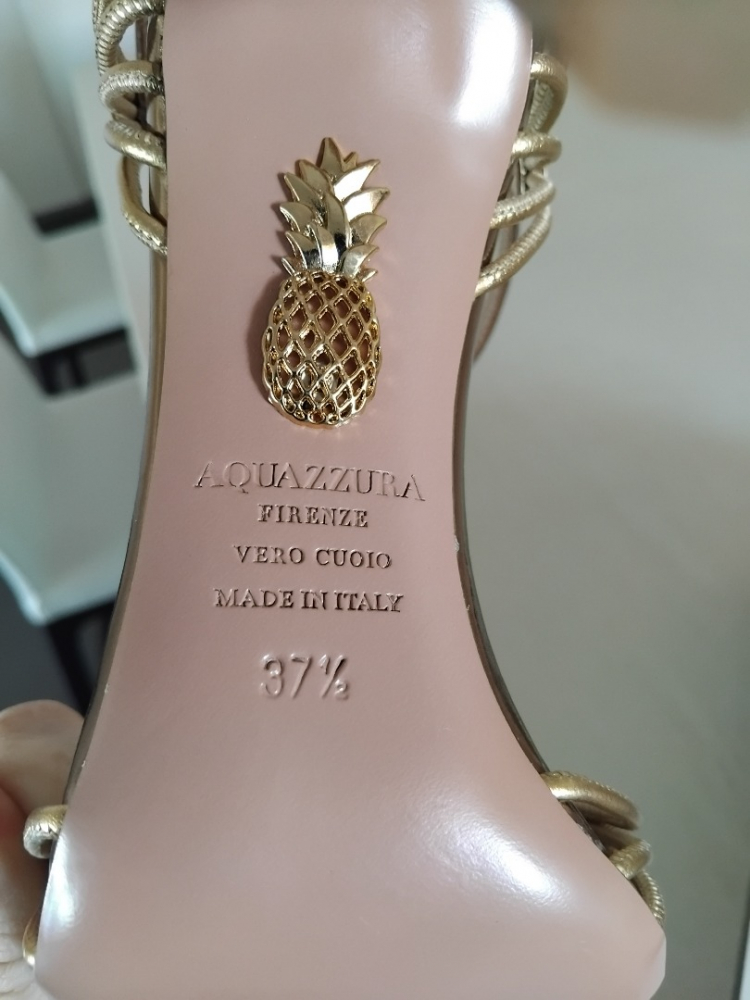 AQUAZZURA
FIRENZE
VERO CUOIO
MADE IN ITALY
37½